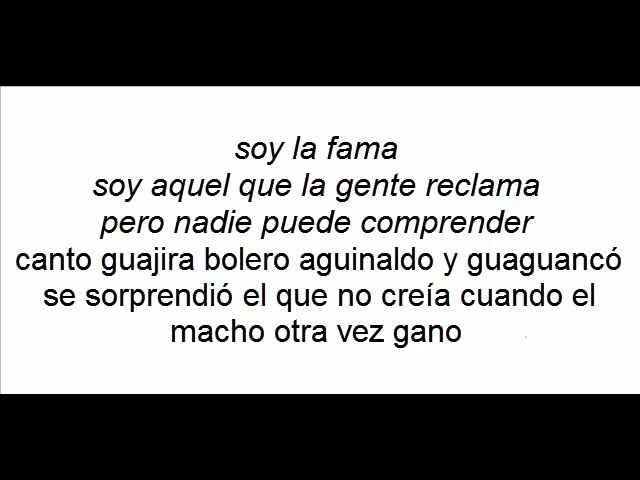 soy la fama
soy aquel que la gente reclama
pero nadie puede comprender
canto guajira bolero aguinaldo y guaguancó
se sorprendió el que no creía cuando el
macho otra vez gano